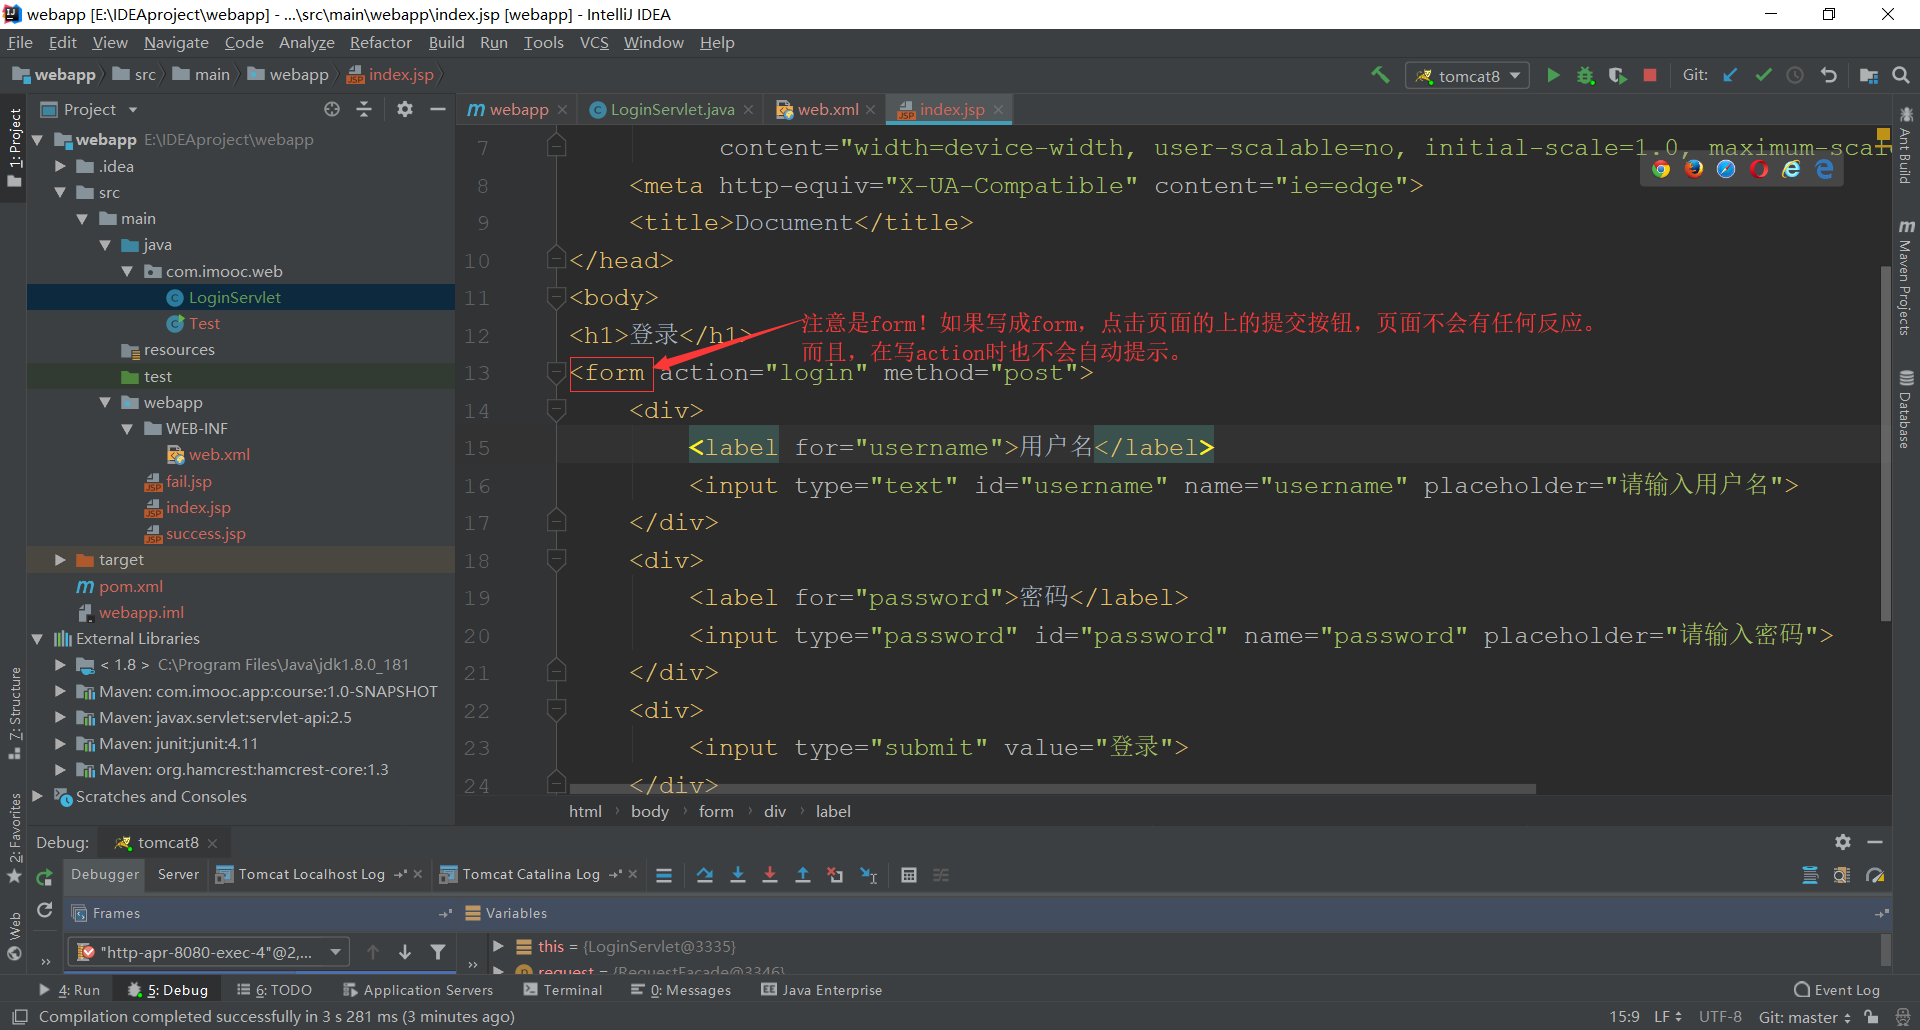 webapp [E:\IDEAproject\webapp] - ...\src\main\webapp\index.jsp [webapp] - IntelliJ IDEA
File Edit View Navigate Code Analyze Refactor Build Run Tools VCS Window Help
webapp src main webapp index.jsp
tomcat8 Git:
1: Project
7: Structure
2: Favorites
Web
Project
webapp E:\IDEAproject\webapp
.idea
src
main
java
com.imooc.web
LoginServlet
Test
resources
test
webapp
WEB-INF
web.xml
fail.jsp
index.jsp
success.jsp
target
pom.xml
webapp.iml
External Libraries
< 1.8 > C:\Program Files\Java\jdk1.8.0_181
Maven: com.imooc.app:course:1.0-SNAPSHOT
Maven: javax.servlet:servlet-api:2.5
Maven: junit:junit:4.11
Maven: org.hamcrest:hamcrest-core:1.3
Scratches and Consoles
webapp LoginServlet.java web.xml index.jsp
7 content="width=device-width, user-scalable=no, initial-scale=1.0, maximum-scal
8 <meta http-equiv="X-UA-Compatible" content="ie=edge">
9 <title>Document</title>
10 </head>
11 <body>
12 <h1>登录</h1>
注意是form！如果写成form，点击页面的上的提交按钮，页面不会有任何反应。
而且，在写action时也不会自动提示。
13 <form action="login" method="post">
14 <div>
15 <label for="username">用户名</label>
16 <input type="text" id="username" name="username" placeholder="请输入用户名">
17 </div>
18 <div>
19 <label for="password">密码</label>
20 <input type="password" id="password" name="password" placeholder="请输入密码">
21 </div>
22 <div>
23 <input type="submit" value="登录">
24 </div>
html body form div label
Ant Build
Maven Projects
Database
Debug: tomcat8
Debugger Server Tomcat Localhost Log Tomcat Catalina Log
Frames Variables
"http-apr-8080-exec-4"@2,... this = {LoginServlet@3335}
request = {RequestFacade@3346}
4: Run 5: Debug 6: TODO Application Servers Terminal 0: Messages Java Enterprise Event Log
Compilation completed successfully in 3 s 281 ms (3 minutes ago) 15:9 LF UTF-8 Git: master